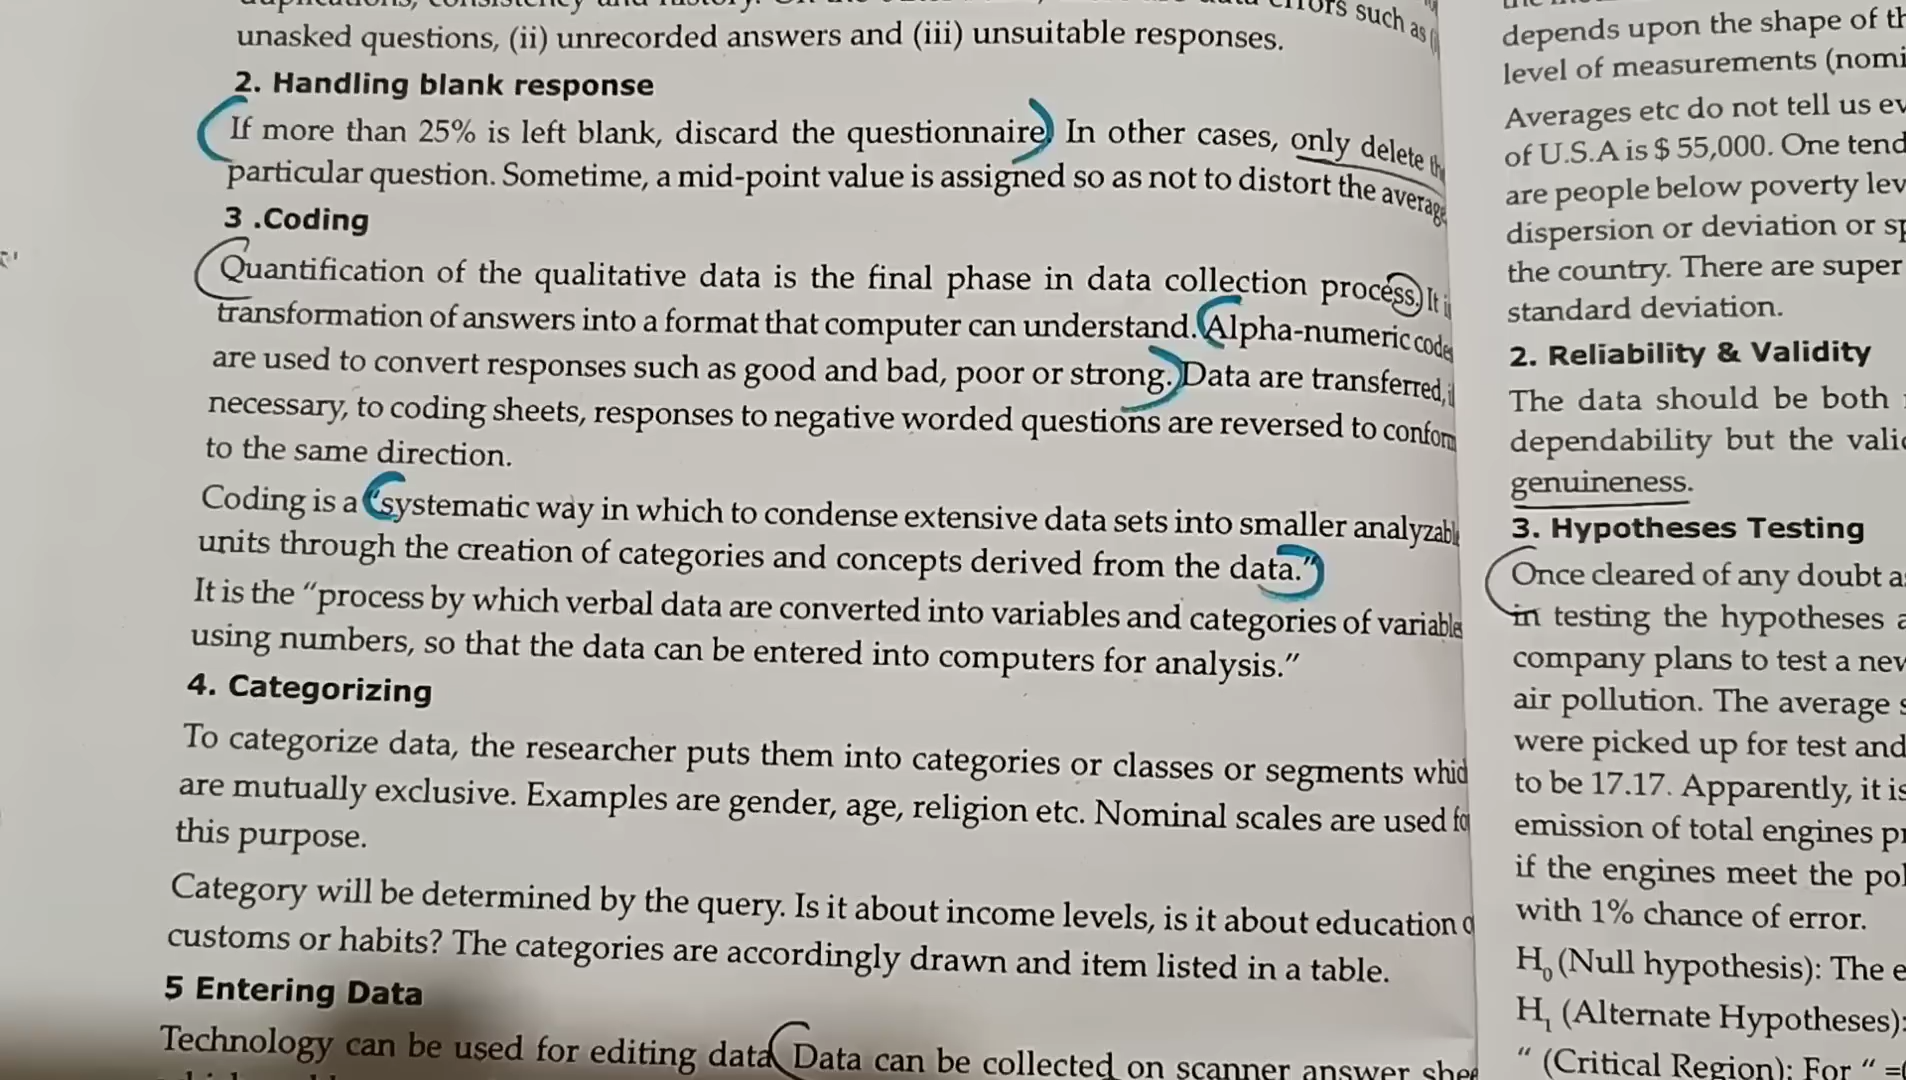 unasked questions, (ii) unrecorded answers and (iii) unsuitable responses.
2. Handling blank response
If more than 25% is left blank, discard the questionnaire. In other cases, only delete the
particular question. Sometime, a mid-point value is assigned so as not to distort the average
3 .Coding
Quantification of the qualitative data is the final phase in data collection process. It
transformation of answers into a format that computer can understand. Alpha-numeric codes
are used to convert responses such as good and bad, poor or strong. Data are transferred,
necessary, to coding sheets, responses to negative worded questions are reversed to conform
to the same direction.
Coding is a "systematic way in which to condense extensive data sets into smaller analyzable
units through the creation of categories and concepts derived from the data."
It is the "process by which verbal data are converted into variables and categories of variable
using numbers, so that the data can be entered into computers for analysis."
4. Categorizing
To categorize data, the researcher puts them into categories or classes or segments which
are mutually exclusive. Examples are gender, age, religion etc. Nominal scales are used for
this purpose.
Category will be determined by the query. Is it about income levels, is it about education
customs or habits? The categories are accordingly drawn and item listed in a table.
5 Entering Data
Technology can be used for editing data. Data can be collected on scanner answer
depends upon the shape of
level of measurements (nomi
Averages etc do not tell us
of U.S.A is $ 55,000. One tend
are people below poverty lev
dispersion or deviation or
the country. There are super
standard deviation.
2. Reliability & Validity
The data should be both
dependability but the vali
genuineness.
3. Hypotheses Testing
Once cleared of any doubt
in testing the hypotheses
company plans to test a
air pollution. The average
were picked up for test and
to be 17.17. Apparently, it is
emission of total engines
if the engines meet the
with 1% chance of error.
H0 (Null hypothesis): The
H1 (Alternate Hypotheses):
" (Critical Region): For " =